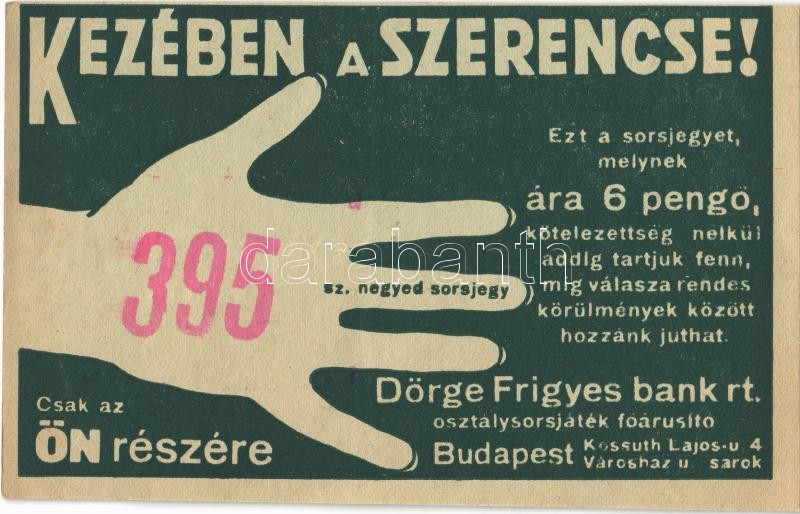 KEZÉBEN A SZERENCSE!
Ezt a sorsjegyet,
melynek
ára 6 pengő,
kötelezettség nélkül
addig tartjuk fenn,
mig válasza rendes
körülmények között
hozzánk juthat.
395
sz. negyed sorsjegy
darabanth
Csak az
ÖN részére
Dörge Frigyes bank rt.
osztálysorsjáték főárusító
Budapest Kossuth Lajos-u 4
Városház u. sarok